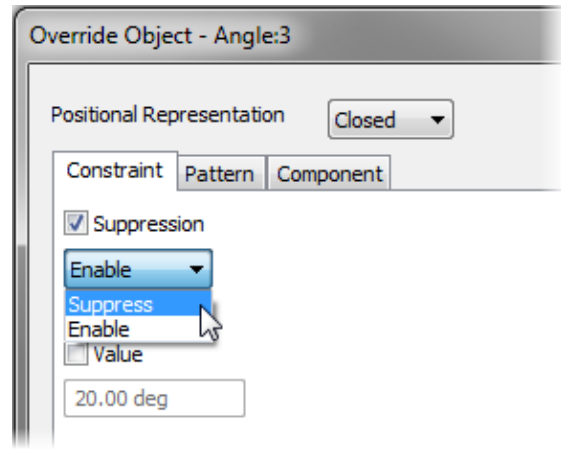 Override Object - Angle:3
Positional Representation Closed
Constraint Pattern Component
Suppression
Enable
Suppress
Enable
Value
20.00 deg